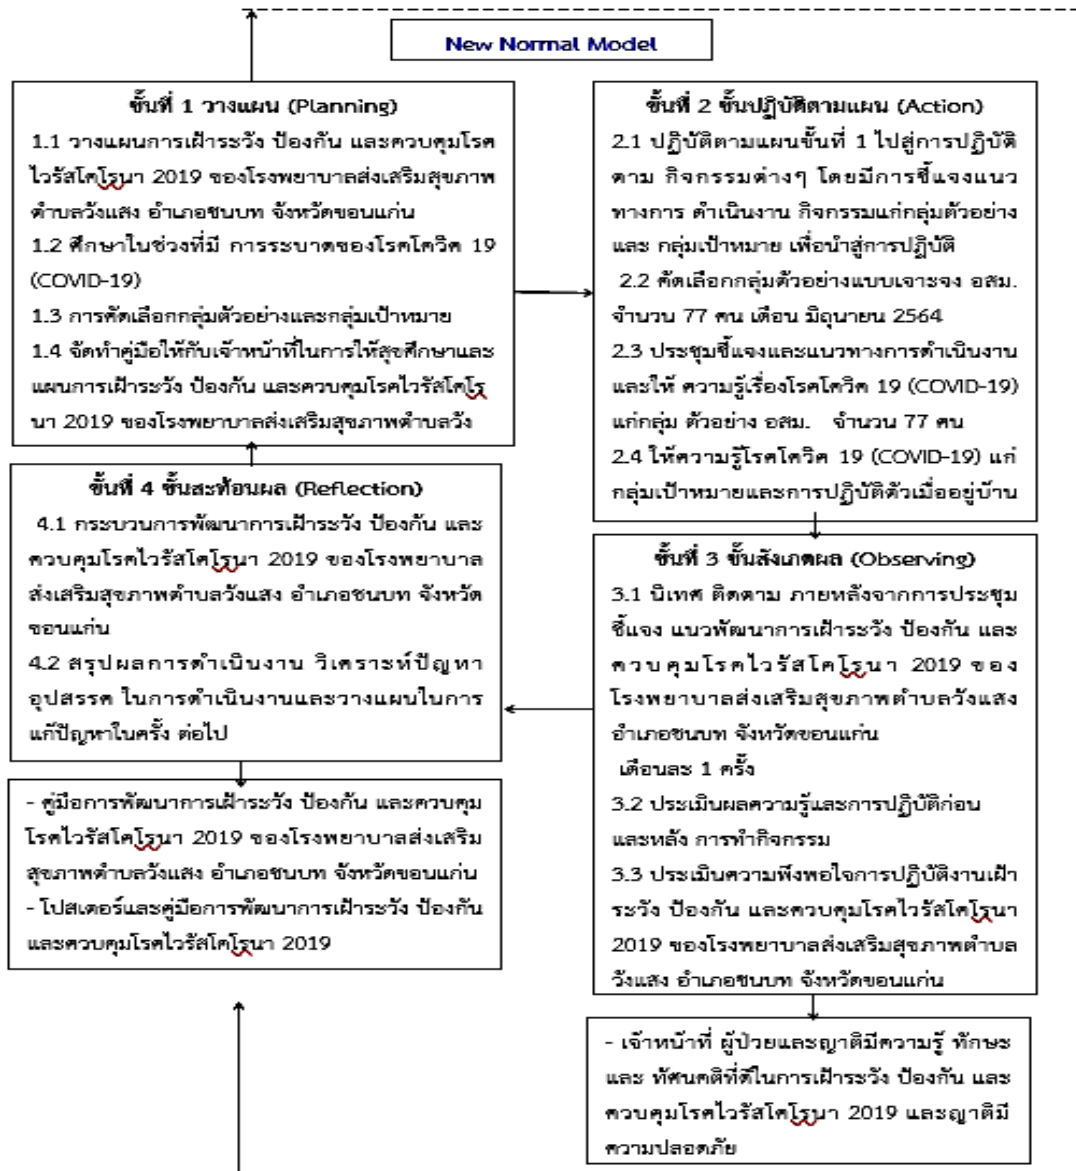 New Normal Model
ขั้นที่ 1 วางแผน (Planning)
1.1 วางแผนการเฝ้าระวัง ป้องกัน และควบคุมโรค
ไวรัสโคโรนา 2019 ของโรงพยาบาลส่งเสริมสุขภาพ
ตำบลวังแสง อำเภอชนบท จังหวัดขอนแก่น
1.2 ศึกษาในช่วงที่มี การระบาดของโรคโควิด 19
(COVID-19)
1.3 การคัดเลือกกลุ่มตัวอย่างและกลุ่มเป้าหมาย
1.4 จัดทำคู่มือให้กับเจ้าหน้าที่ในการให้สุขศึกษาและ
แผนการเฝ้าระวัง ป้องกัน และควบคุมโรคไวรัสโคโร
นา 2019 ของโรงพยาบาลส่งเสริมสุขภาพตำบลวัง
ขั้นที่ 2 ขั้นปฏิบัติตามแผน (Action)
2.1 ปฏิบัติตามแผนขั้นที่ 1 ไปสู่การปฏิบัติ
ตาม กิจกรรมต่างๆ โดยมีการชี้แจงแนว
ทางการ ดำเนินงาน กิจกรรมแก่กลุ่มตัวอย่าง
และ กลุ่มเป้าหมาย เพื่อนำสู่การปฏิบัติ
2.2 คัดเลือกกลุ่มตัวอย่างแบบเจาะจง อสม.
จำนวน 77 คน เดือน มิถุนายน 2564
2.3 ประชุมชี้แจงและแนวทางการดำเนินงาน
และให้ ความรู้เรื่องโรคโควิด 19 (COVID-19)
แก่กลุ่ม ตัวอย่าง อสม. จำนวน 77 คน
2.4 ให้ความรู้โรคโควิด 19 (COVID-19) แก่
กลุ่มเป้าหมายและการปฏิบัติตัวเมื่ออยู่บ้าน
ขั้นที่ 3 ขั้นสังเกตผล (Observing)
3.1 นิเทศ ติดตาม ภายหลังจากการประชุม
ชี้แจง แนวพัฒนาการเฝ้าระวัง ป้องกัน และ
ควบคุมโรคไวรัสโคโรนา 2019 ของ
โรงพยาบาลส่งเสริมสุขภาพตำบลวังแสง
อำเภอชนบท จังหวัดขอนแก่น
เดือนละ 1 ครั้ง
3.2 ประเมินผลความรู้และการปฏิบัติก่อน
และหลัง การทำกิจกรรม
3.3 ประเมินความพึงพอใจการปฏิบัติงานเฝ้า
ระวัง ป้องกัน และควบคุมโรคไวรัสโคโรนา
2019 ของโรงพยาบาลส่งเสริมสุขภาพตำบล
วังแสง อำเภอชนบท จังหวัดขอนแก่น
ขั้นที่ 4 ขั้นสะท้อนผล (Reflection)
4.1 กระบวนการพัฒนาการเฝ้าระวัง ป้องกัน และ
ควบคุมโรคไวรัสโคโรนา 2019 ของโรงพยาบาล
ส่งเสริมสุขภาพตำบลวังแสง อำเภอชนบท จังหวัด
ขอนแก่น
4.2 สรุปผลการดำเนินงาน วิเคราะห์ปัญหา
อุปสรรค ในการดำเนินงานและวางแผนในการ
แก้ปัญหาในครั้ง ต่อไป
- คู่มือการพัฒนาการเฝ้าระวัง ป้องกัน และควบคุม
โรคไวรัสโคโรนา 2019 ของโรงพยาบาลส่งเสริม
สุขภาพตำบลวังแสง อำเภอชนบท จังหวัดขอนแก่น
- โปสเตอร์และคู่มือการพัฒนาการเฝ้าระวัง ป้องกัน
และควบคุมโรคไวรัสโคโรนา 2019
- เจ้าหน้าที่ ผู้ป่วยและญาติมีความรู้ ทักษะ
และ ทัศนคติที่ดีในการเฝ้าระวัง ป้องกัน และ
ควบคุมโรคไวรัสโคโรนา 2019 และญาติมี
ความปลอดภัย